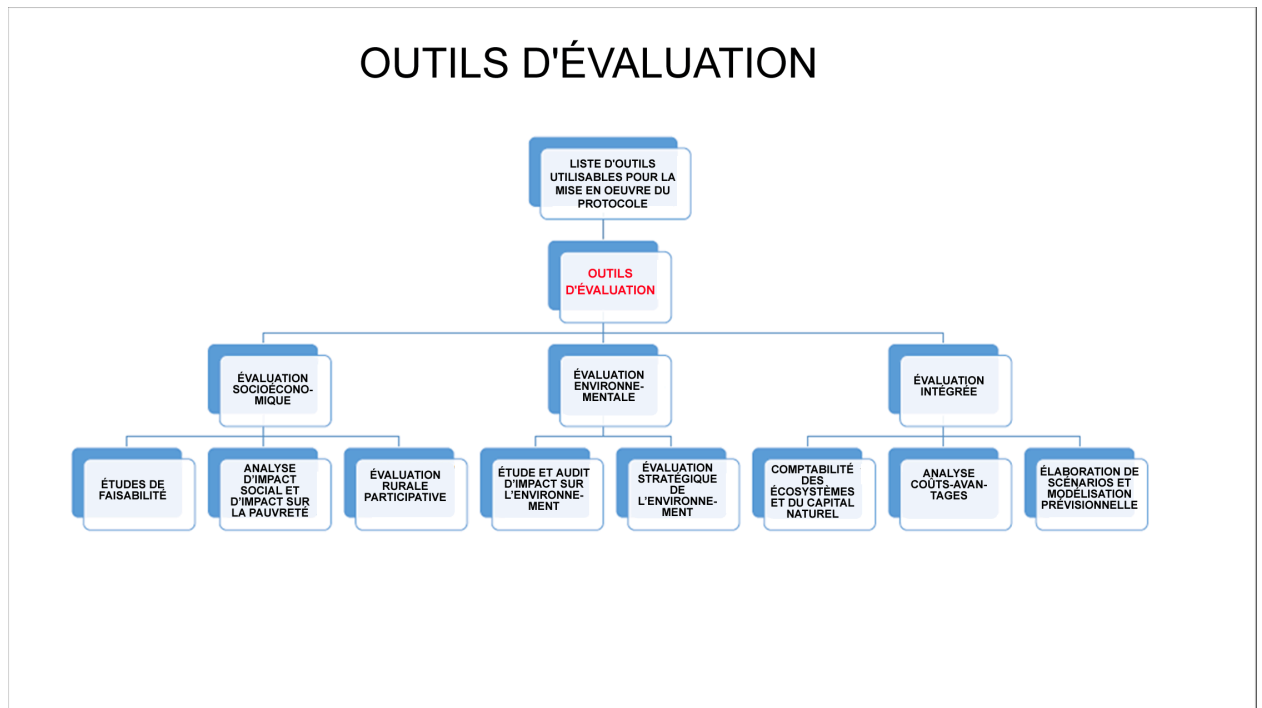 OUTILS D'ÉVALUATION
LISTE D'OUTILS
UTILISABLES POUR LA
MISE EN OEUVRE DU
PROTOCOLE
OUTILS
D'ÉVALUATION
ÉVALUATION
SOCIOÉCONO-
MIQUE
ÉVALUATION
ENVIRONNE-
MENTALE
ÉVALUATION
INTÉGRÉE
ÉTUDES DE
FAISABILITÉ
ANALYSE
D'IMPACT
SOCIAL ET
D'IMPACT SUR
LA PAUVRETÉ
ÉVALUATION
RURALE
PARTICIPATIVE
ÉTUDE ET AUDIT
D'IMPACT SUR
L'ENVIRONNE-
MENT
ÉVALUATION
STRATÉGIQUE
DE
L'ENVIRONNE-
MENT
COMPTABILITÉ
DES
ÉCOSYSTÈMES
ET DU CAPITAL
NATUREL
ANALYSE
COÛTS-AVAN-
TAGES
ÉLABORATION DE
SCÉNARIOS ET
MODÉLISATION
PRÉVISIONNELLE